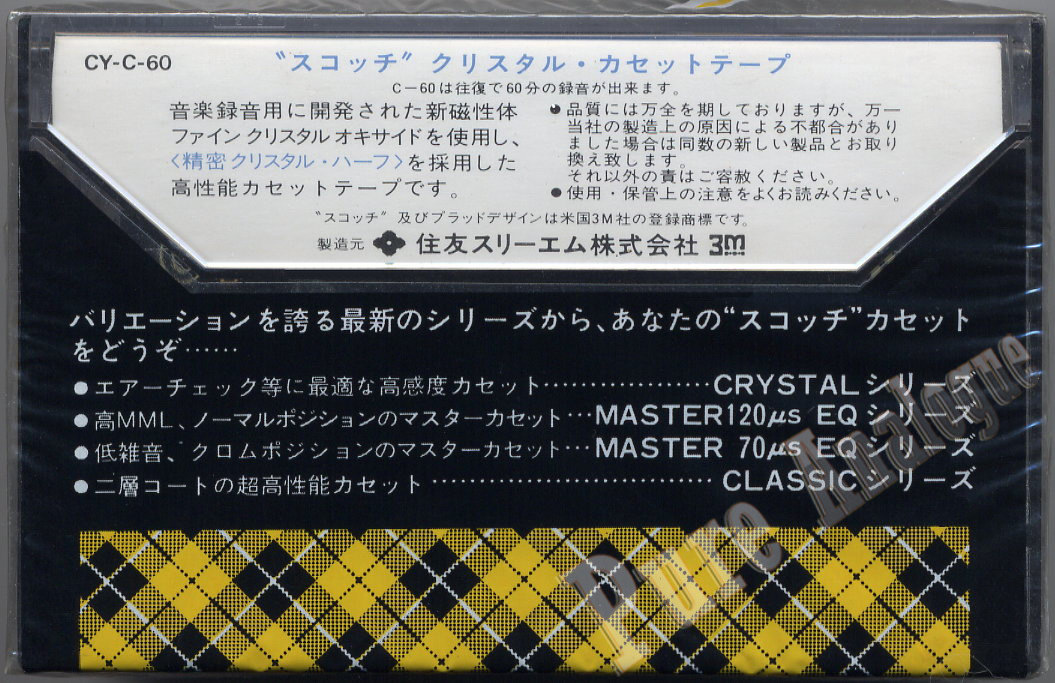 CY-C-60
“スコッチ” クリスタル・カセットテープ
C－60は往復で60分の録音が出来ます。
音楽録音用に開発された新磁性体
ファインクリスタルオキサイドを使用し、
〈精密クリスタル・ハーフ〉を採用した
高性能カセットテープです。
●品質には万全を期しておりますが、万一
当社の製造上の原因による不都合があり
ました場合は同数の新しい製品とお取り
換え致します。
それ以外の責はご容赦ください。
●使用・保管上の注意をよくお読みください。
“スコッチ” 及びプラッドデザインは米国3M社の登録商標です。
製造元 住友スリーエム株式会社 3M
バリエーションを誇る最新のシリーズから、あなたの“スコッチ”カセット
をどうぞ……
●エアーチェック等に最適な高感度カセット………………CRYSTALシリーズ
●高MML、ノーマルポジションのマスターカセット…MASTER120μs EQシリーズ
●低雑音、クロムポジションのマスターカセット…MASTER 70μs EQシリーズ
●二層コートの超高性能カセット…………………………CLASSICシリーズ
Pure Analogue